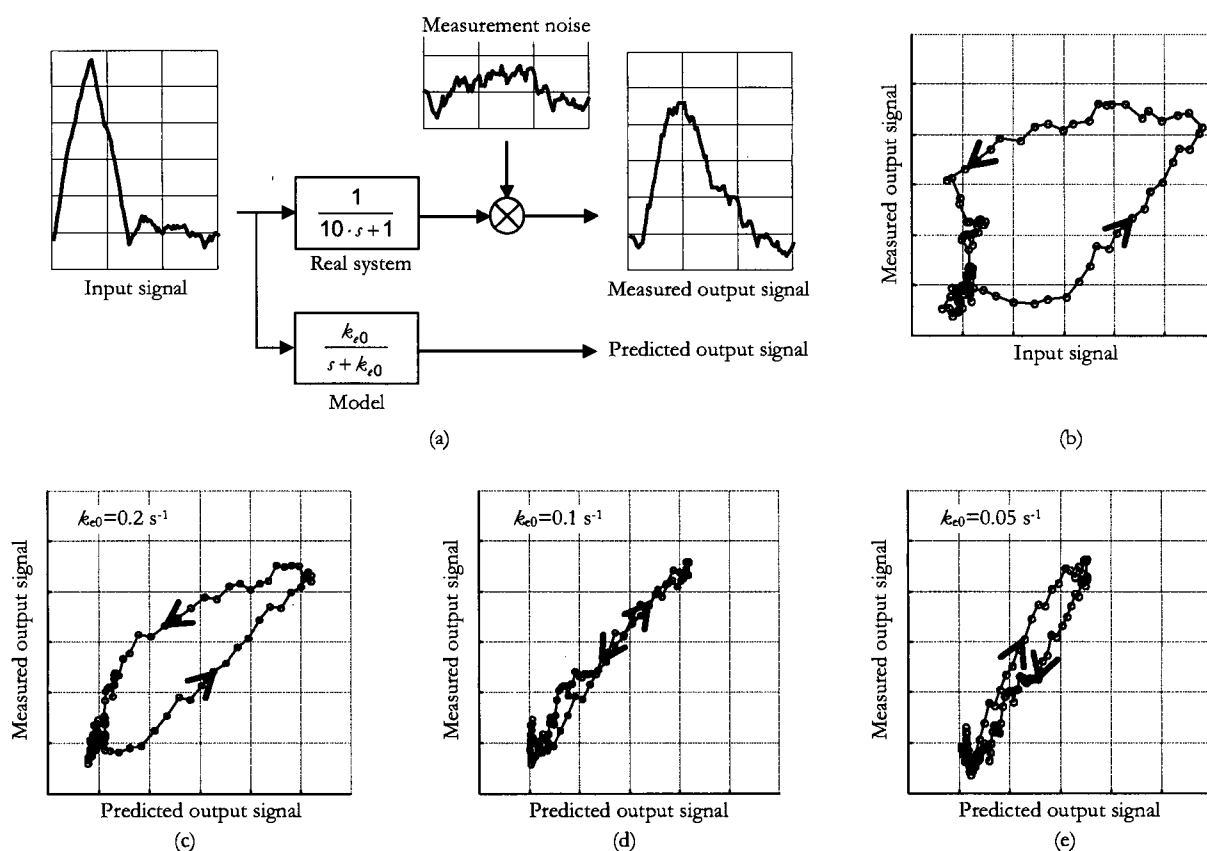 Measurement noise
Input signal
1
10 · s + 1
Real system
Measured output signal
k_e0
s + k_e0
Model
Predicted output signal
(a)
Measured output signal
Input signal
(b)
k_e0=0.2 s⁻¹
Measured output signal
Predicted output signal
(c)
k_e0=0.1 s⁻¹
Measured output signal
Predicted output signal
(d)
k_e0=0.05 s⁻¹
Measured output signal
Predicted output signal
(e)